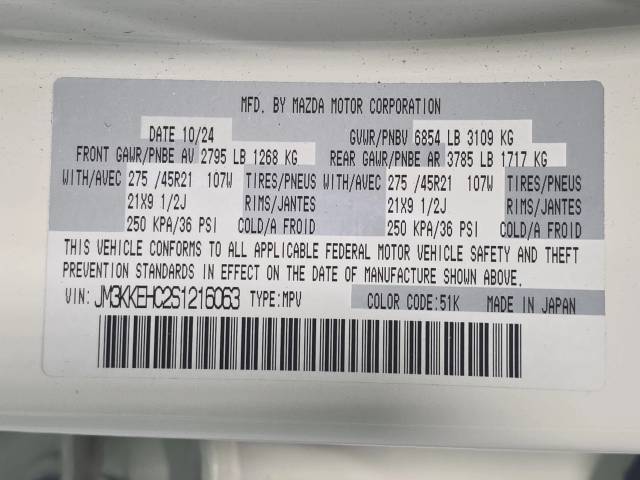 MFD. BY MAZDA MOTOR CORPORATION
DATE 10/24 GVWR/PNBV 6854 LB 3109 KG
FRONT GAWR/PNBE AV 2795 LB 1268 KG REAR GAWR/PNBE AR 3785 LB 1717 KG
WITH/AVEC 275 /45R21 107W TIRES/PNEUS WITH/AVEC 275 /45R21 107W TIRES/PNEUS
21X9 1/2J RIMS/JANTES 21X9 1/2J RIMS/JANTES
250 KPA/36 PSI COLD/A FROID 250 KPA/36 PSI COLD/A FROID
THIS VEHICLE CONFORMS TO ALL APPLICABLE FEDERAL MOTOR VEHICLE SAFETY AND THEFT
PREVENTION STANDARDS IN EFFECT ON THE DATE OF MANUFACTURE SHOWN ABOVE.
VIN: JM3KKEHC2S1216063 TYPE:MPV COLOR CODE:51K MADE IN JAPAN